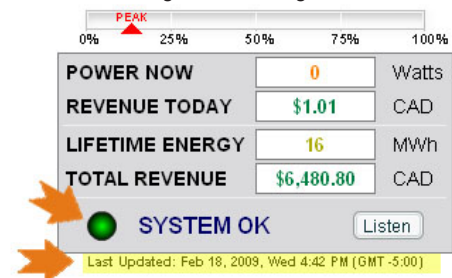 PEAK
0% 25% 50% 75% 100%
POWER NOW 0 Watts
REVENUE TODAY $1.01 CAD
LIFETIME ENERGY 16 MWh
TOTAL REVENUE $6,480.80 CAD
SYSTEM OK Listen
Last Updated: Feb 18, 2009, Wed 4:42 PM (GMT -5:00)